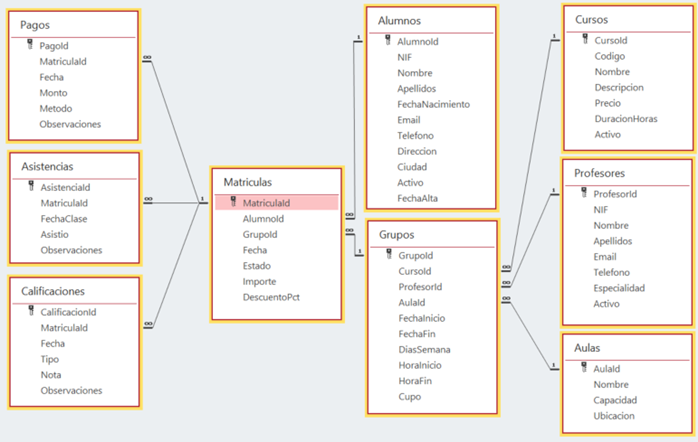 Pagos
PagoId
MatriculaId
Fecha
Monto
Metodo
Observaciones
Asistencias
AsistenciaId
MatriculaId
FechaClase
Asistio
Observaciones
Calificaciones
CalificacionId
MatriculaId
Fecha
Tipo
Nota
Observaciones
Matriculas
MatriculaId
AlumnoId
GrupoId
Fecha
Estado
Importe
DescuentoPct
Alumnos
AlumnoId
NIF
Nombre
Apellidos
FechaNacimiento
Email
Telefono
Direccion
Ciudad
Activo
FechaAlta
Grupos
GrupoId
CursoId
ProfesorId
AulaId
FechaInicio
FechaFin
DiasSemana
HoraInicio
HoraFin
Cupo
Cursos
CursoId
Codigo
Nombre
Descripcion
Precio
DuracionHoras
Activo
Profesores
ProfesorId
NIF
Nombre
Apellidos
Email
Telefono
Especialidad
Activo
Aulas
AulaId
Nombre
Capacidad
Ubicacion
∞
∞
∞
1
∞
∞
1
1
∞
∞
∞
1
1
1